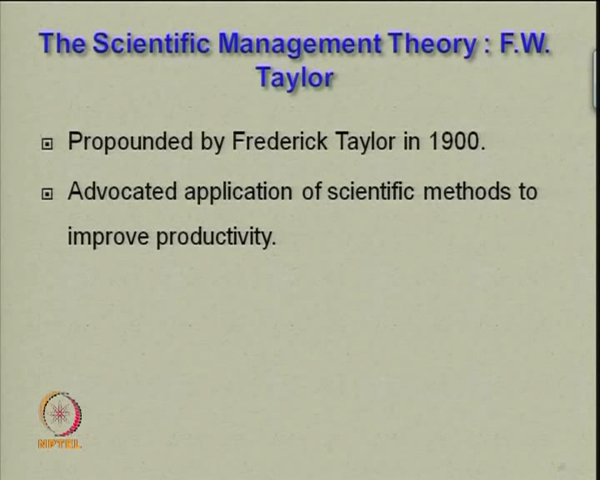 The Scientific Management Theory : F.W.
Taylor
Propounded by Frederick Taylor in 1900.
Advocated application of scientific methods to
improve productivity.
NPTEL